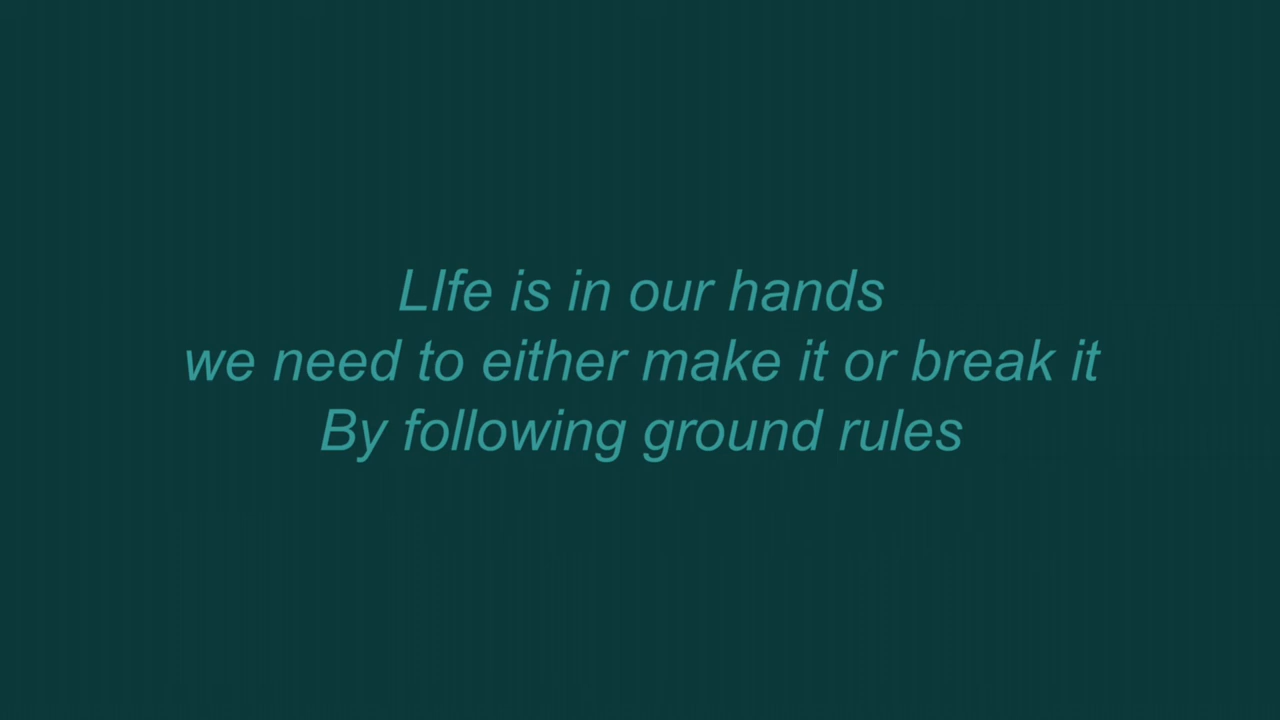 LIfe is in our hands
we need to either make it or break it
By following ground rules